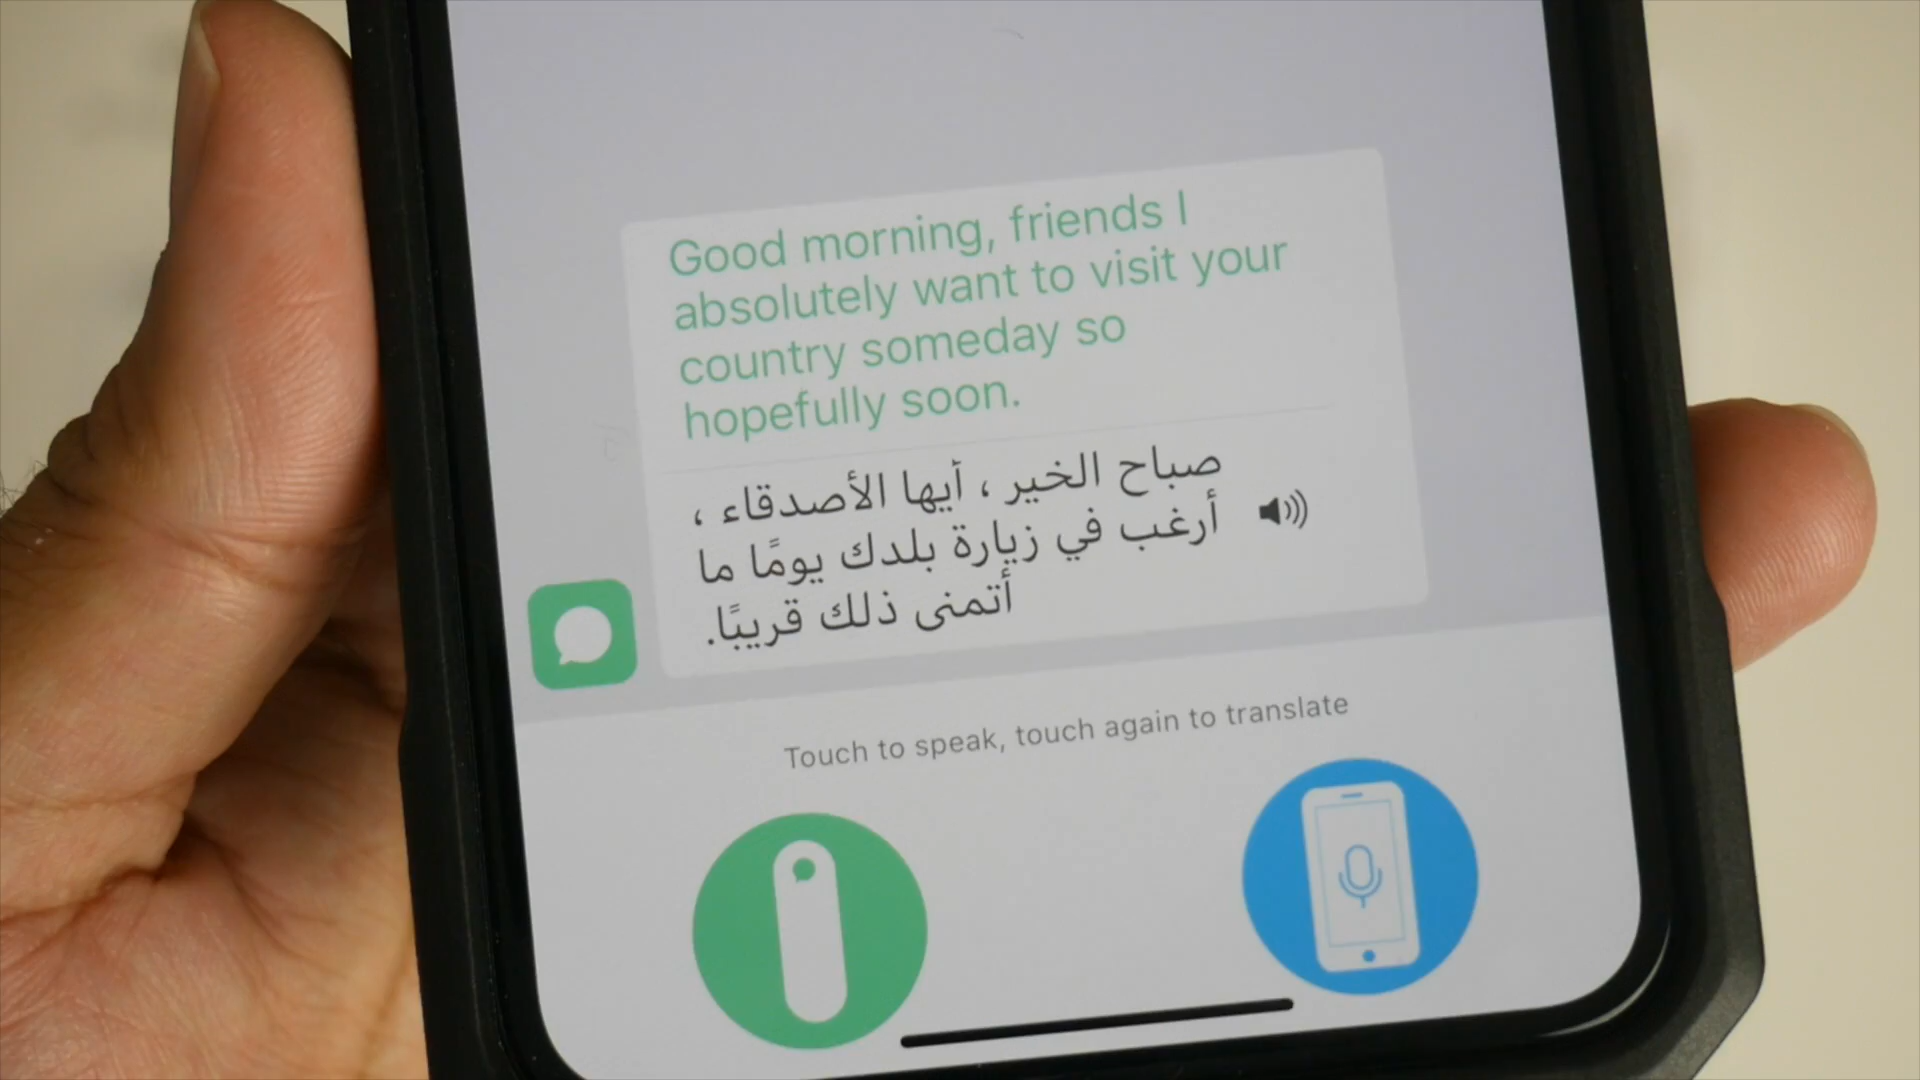 Good morning, friends I
absolutely want to visit your
country someday so
hopefully soon.
صباح الخير ، أيها الأصدقاء ،
أرغب في زيارة بلدك يومًا ما
أتمنى ذلك قريبًا.
Touch to speak, touch again to translate